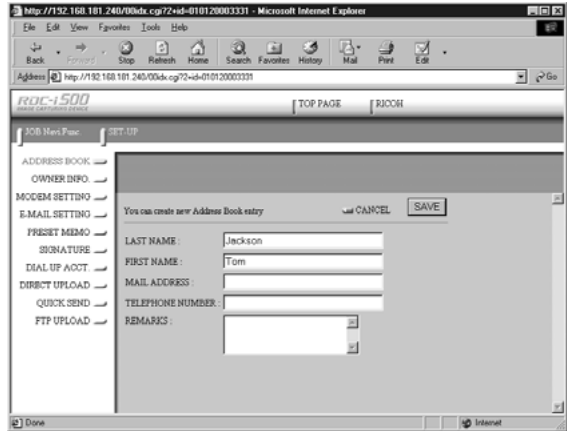 http://192.168.181.240/00idx.cgi?2+id=010120003331 - Microsoft Internet Explorer
File Edit View Favorites Tools Help
Back Forward Stop Refresh Home Search Favorites History Mail Print Edit
Address http://192.168.181.240/00idx.cgi?2+id=010120003331 Go
RDC-i500
IMAGE CAPTURING DEVICE
TOP PAGE RICOH
JOB Navi.Func. SET-UP
ADDRESS BOOK
OWNER INFO.
MODEM SETTING
E-MAIL SETTING
PRESET MEMO
SIGNATURE
DIAL UP ACCT.
DIRECT UPLOAD
QUICK SEND
FTP UPLOAD
You can create new Address Book entry CANCEL SAVE
LAST NAME : Jackson
FIRST NAME : Tom
MAIL ADDRESS :
TELEPHONE NUMBER :
REMARKS :
Done Internet